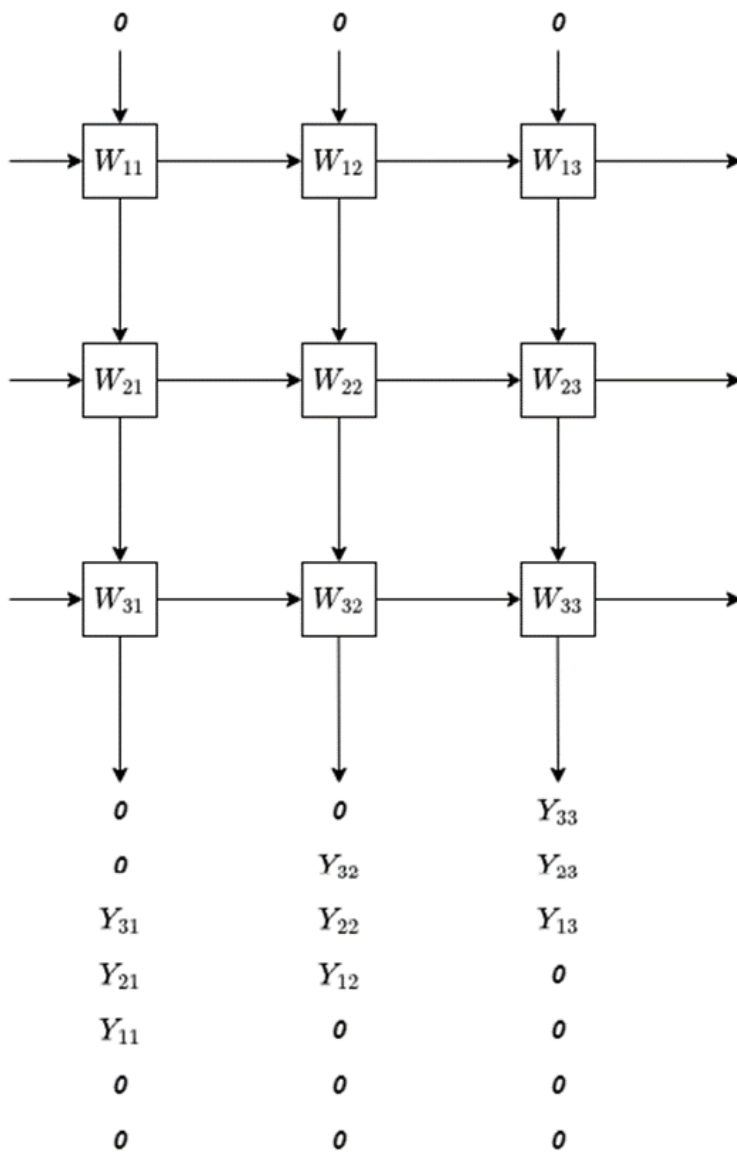 0 0 0
W₁₁ W₁₂ W₁₃
W₂₁ W₂₂ W₂₃
W₃₁ W₃₂ W₃₃
0 0 Y₃₃
0 Y₃₂ Y₂₃
Y₃₁ Y₂₂ Y₁₃
Y₂₁ Y₁₂ 0
Y₁₁ 0 0
0 0 0
0 0 0